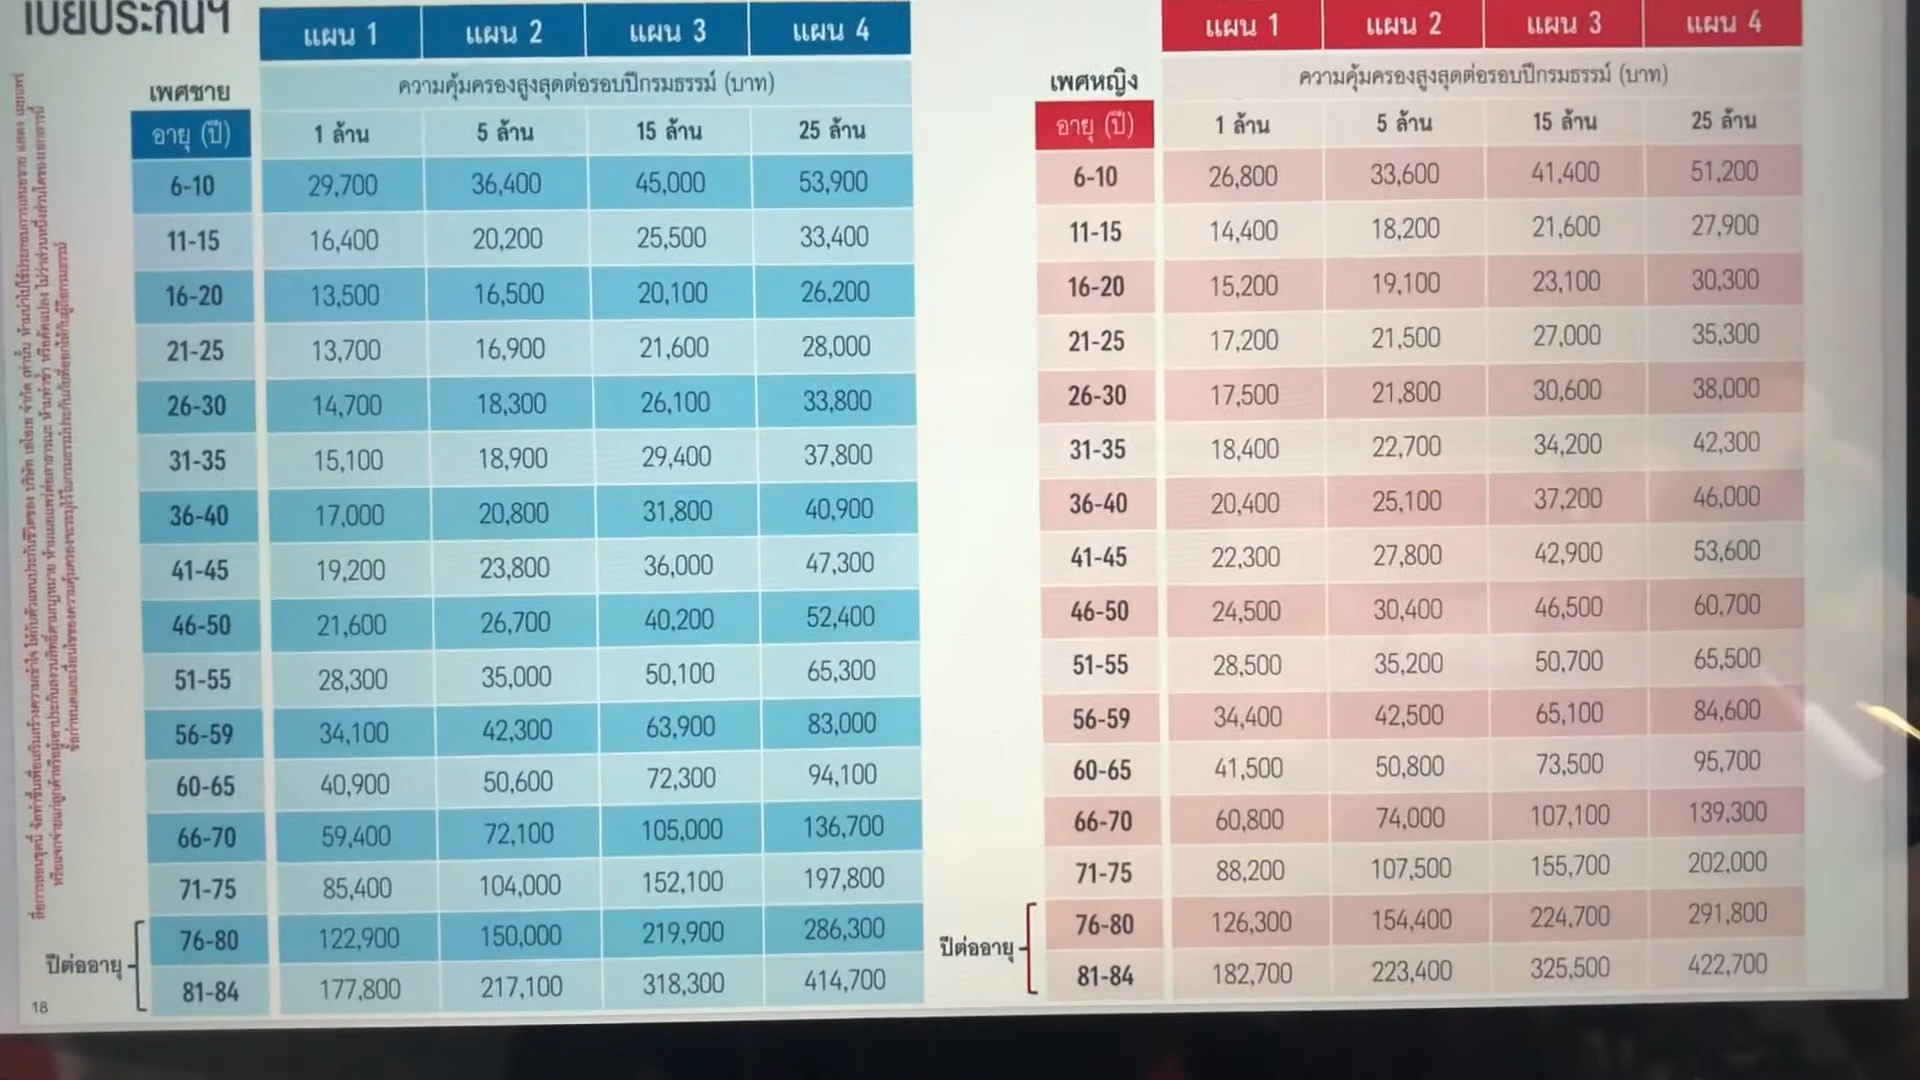 เบี้ยประกันฯ
แผน 1 แผน 2 แผน 3 แผน 4
เพศชาย ความคุ้มครองสูงสุดต่อรอบปีกรมธรรม์ (บาท)
อายุ (ปี) 1 ล้าน 5 ล้าน 15 ล้าน 25 ล้าน
6-10 29,700 36,400 45,000 53,900
11-15 16,400 20,200 25,500 33,400
16-20 13,500 16,500 20,100 26,200
21-25 13,700 16,900 21,600 28,000
26-30 14,700 18,300 26,100 33,800
31-35 15,100 18,900 29,400 37,800
36-40 17,000 20,800 31,800 40,900
41-45 19,200 23,800 36,000 47,300
46-50 21,600 26,700 40,200 52,400
51-55 28,300 35,000 50,100 65,300
56-59 34,100 42,300 63,900 83,000
60-65 40,900 50,600 72,300 94,100
66-70 59,400 72,100 105,000 136,700
71-75 85,400 104,000 152,100 197,800
ปีต่ออายุ
76-80 122,900 150,000 219,900 286,300
81-84 177,800 217,100 318,300 414,700
18
แผน 1 แผน 2 แผน 3 แผน 4
เพศหญิง ความคุ้มครองสูงสุดต่อรอบปีกรมธรรม์ (บาท)
อายุ (ปี) 1 ล้าน 5 ล้าน 15 ล้าน 25 ล้าน
6-10 26,800 33,600 41,400 51,200
11-15 14,400 18,200 21,600 27,900
16-20 15,200 19,100 23,100 30,300
21-25 17,200 21,500 27,000 35,300
26-30 17,500 21,800 30,600 38,000
31-35 18,400 22,700 34,200 42,300
36-40 20,400 25,100 37,200 46,000
41-45 22,300 27,800 42,900 53,600
46-50 24,500 30,400 46,500 60,700
51-55 28,500 35,200 50,700 65,500
56-59 34,400 42,500 65,100 84,600
60-65 41,500 50,800 73,500 95,700
66-70 60,800 74,000 107,100 139,300
71-75 88,200 107,500 155,700 202,000
ปีต่ออายุ
76-80 126,300 154,400 224,700 291,800
81-84 182,700 223,400 325,500 422,700